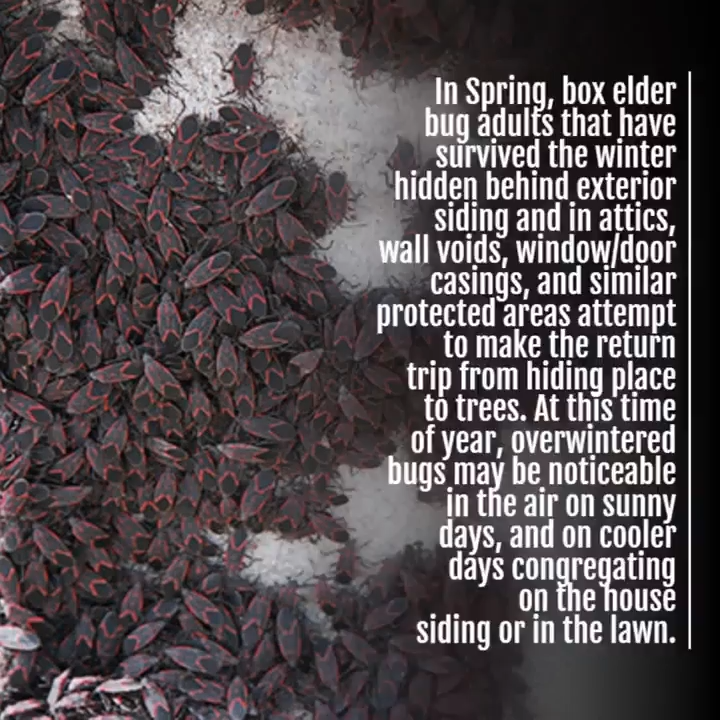 In Spring, box elder
bug adults that have
survived the winter
hidden behind exterior
siding and in attics,
wall voids, window/door
casings, and similar
protected areas attempt
to make the return
trip from hiding place
to trees. At this time
of year, overwintered
bugs may be noticeable
in the air on sunny
days, and on cooler
days congregating
on the house
siding or in the lawn.